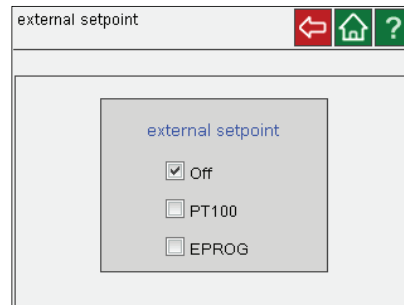 external setpoint
?
external setpoint
Off
PT100
EPROG